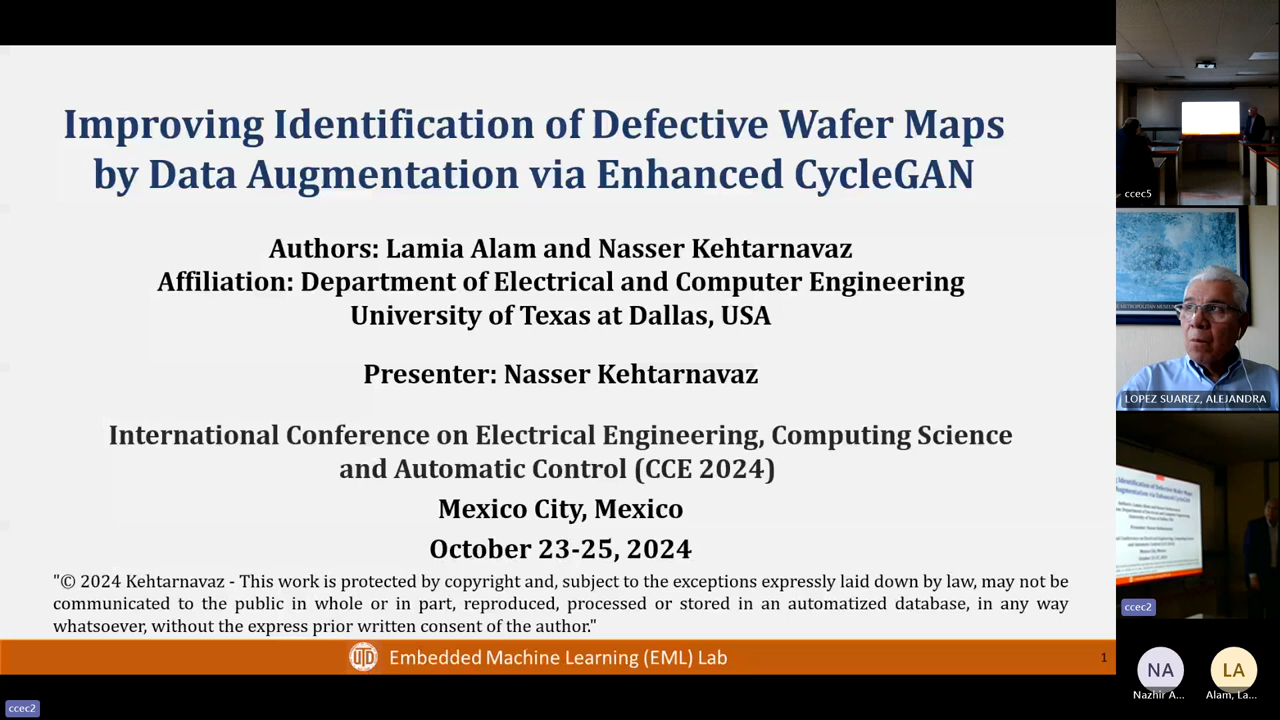 Improving Identification of Defective Wafer Maps
by Data Augmentation via Enhanced CycleGAN
Authors: Lamia Alam and Nasser Kehtarnavaz
Affiliation: Department of Electrical and Computer Engineering
University of Texas at Dallas, USA
Presenter: Nasser Kehtarnavaz
International Conference on Electrical Engineering, Computing Science
and Automatic Control (CCE 2024)
Mexico City, Mexico
October 23-25, 2024
"© 2024 Kehtarnavaz - This work is protected by copyright and, subject to the exceptions expressly laid down by law, may not be
communicated to the public in whole or in part, reproduced, processed or stored in an automatized database, in any way
whatsoever, without the express prior written consent of the author."
UTD Embedded Machine Learning (EML) Lab
1
ccec2
ccec5
LOPEZ SUAREZ, ALEJANDRA
ccec2
NA
LA
Nazhir A...
Alam, La...